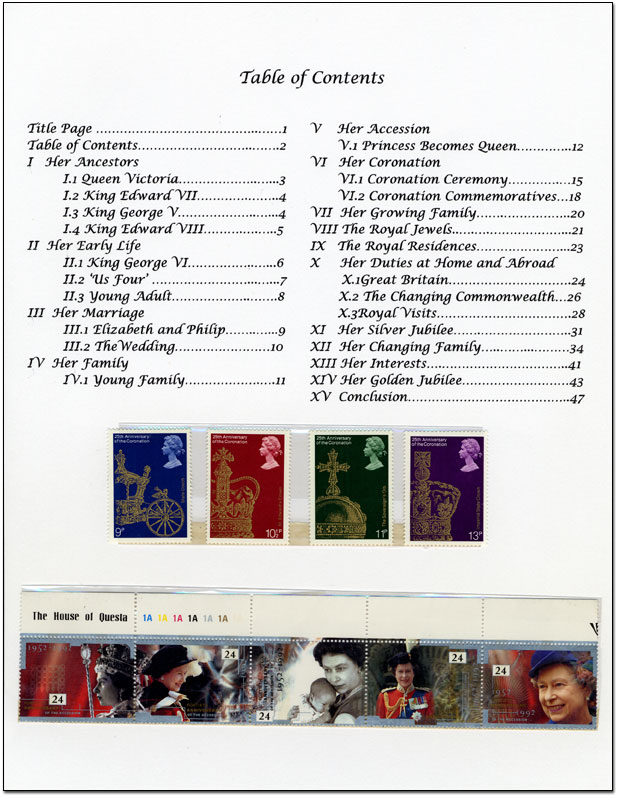 Table of Contents
Title Page ……………………………………1
Table of Contents……………………………2
I Her Ancestors
I.1 Queen Victoria……………………3
I.2 King Edward VII…………………4
I.3 King George V……………………4
I.4 King Edward VIII…………………5
II Her Early Life
II.1 King George VI…………………6
II.2 ‘Us Four’ …………………………7
II.3 Young Adult……………………8
III Her Marriage
III.1 Elizabeth and Philip…………9
III.2 TheWedding……………………10
IV Her Family
IV.1 Young Family…………………11
V Her Accession
V.1 Princess Becomes Queen……………12
VI Her Coronation
VI.1 Coronation Ceremony………………15
VI.2 Coronation Commemoratives…18
VII Her Growing Family……………………20
VIII The Royal Jewels………………………21
IX The Royal Residences……………………23
X Her Duties at Home and Abroad
X.1Great Britain……………………………24
X.2 The Changing Commonwealth…26
X.3Royal Visits………………………………28
XI Her Silver Jubilee…………………………31
XII Her Changing Family……………………34
XIII Her Interests………………………………41
XIV Her Golden Jubilee………………………43
XV Conclusion……………………………………47
25th Anniversary
of the Coronation
9P
25th Anniversary
of the Coronation
10½P
25th Anniversary
of the Coronation
11P
25th Anniversary
of the Coronation
13P
The House of Questa
1A 1A 1A 1A 1A 1A
1952-1992
24
24
24
24
24
1952
1992